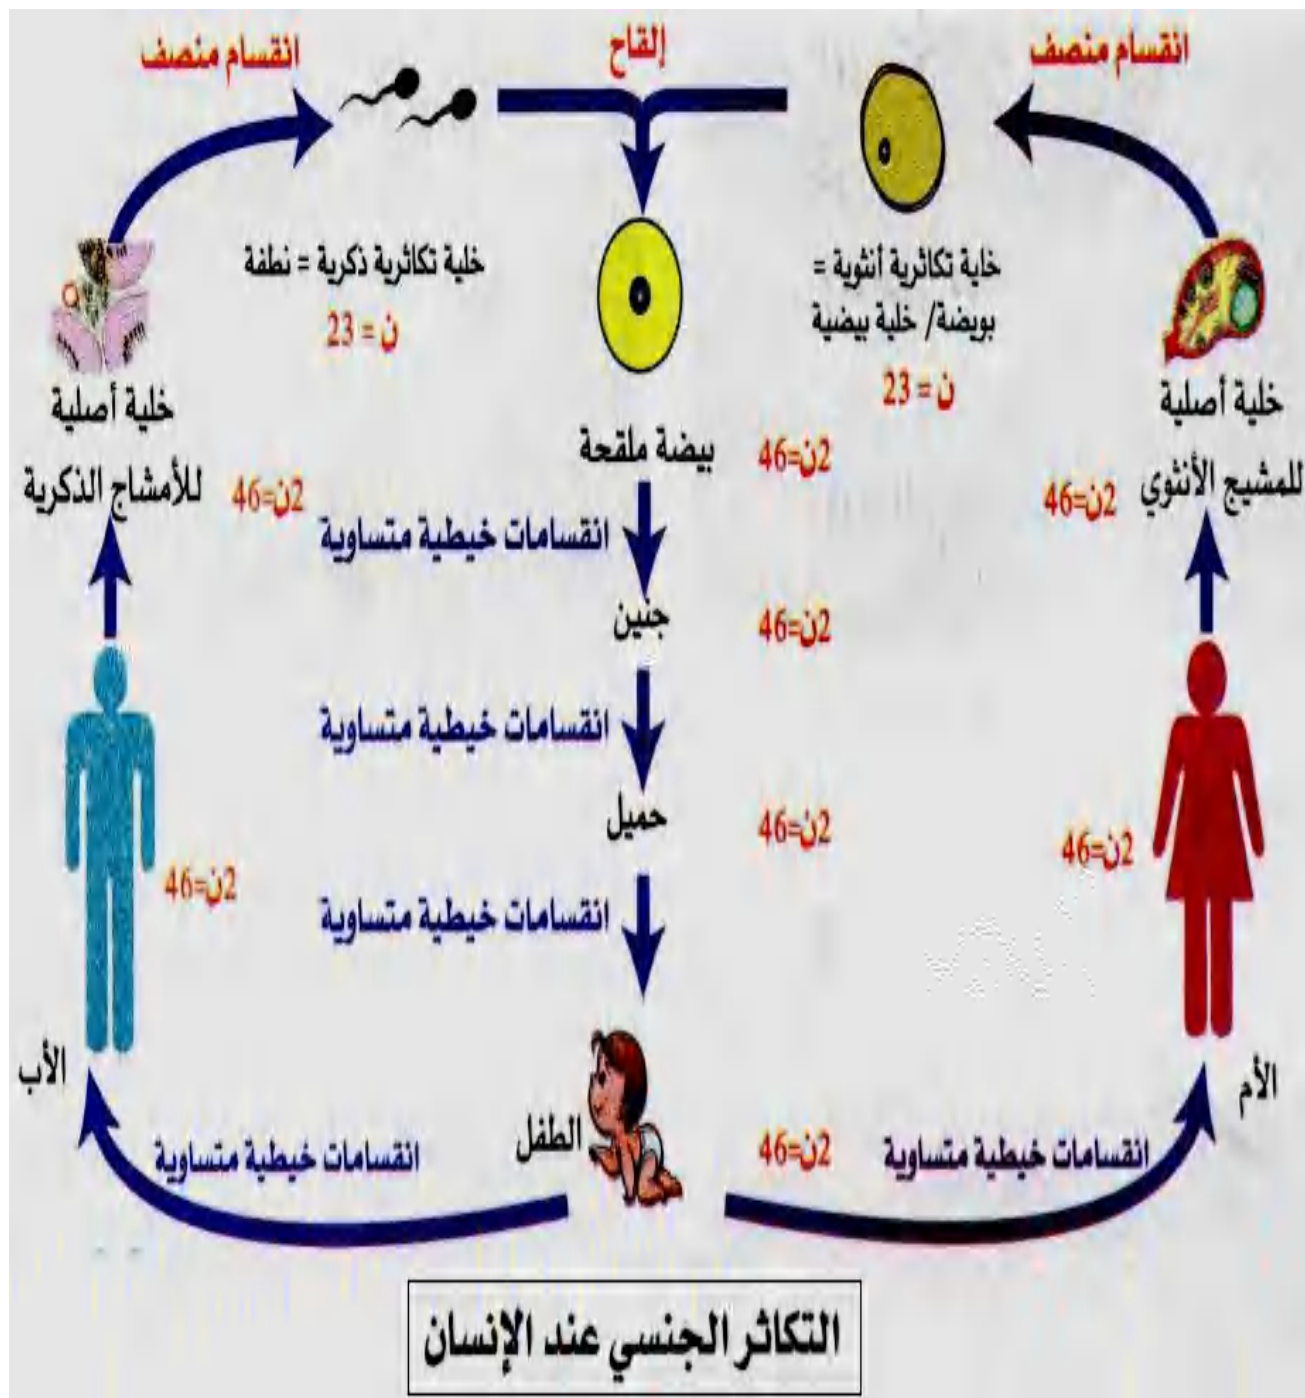 انقسام منصف
إلقاح
انقسام منصف
خلية تكاثرية أنثوية =
بويضة/ خلية بيضية
ن = 23
خلية تكاثرية ذكرية = نطفة
ن = 23
خلية أصلية
للمشيج الأنثوي
2ن=46
خلية أصلية
للأمشاج الذكرية
2ن=46
بيضة ملقحة
2ن=46
انقسامات خيطية متساوية
جنين
2ن=46
انقسامات خيطية متساوية
حميل
2ن=46
انقسامات خيطية متساوية
2ن=46
2ن=46
الأم
الأب
الطفل
2ن=46
انقسامات خيطية متساوية
انقسامات خيطية متساوية
التكاثر الجنسي عند الإنسان